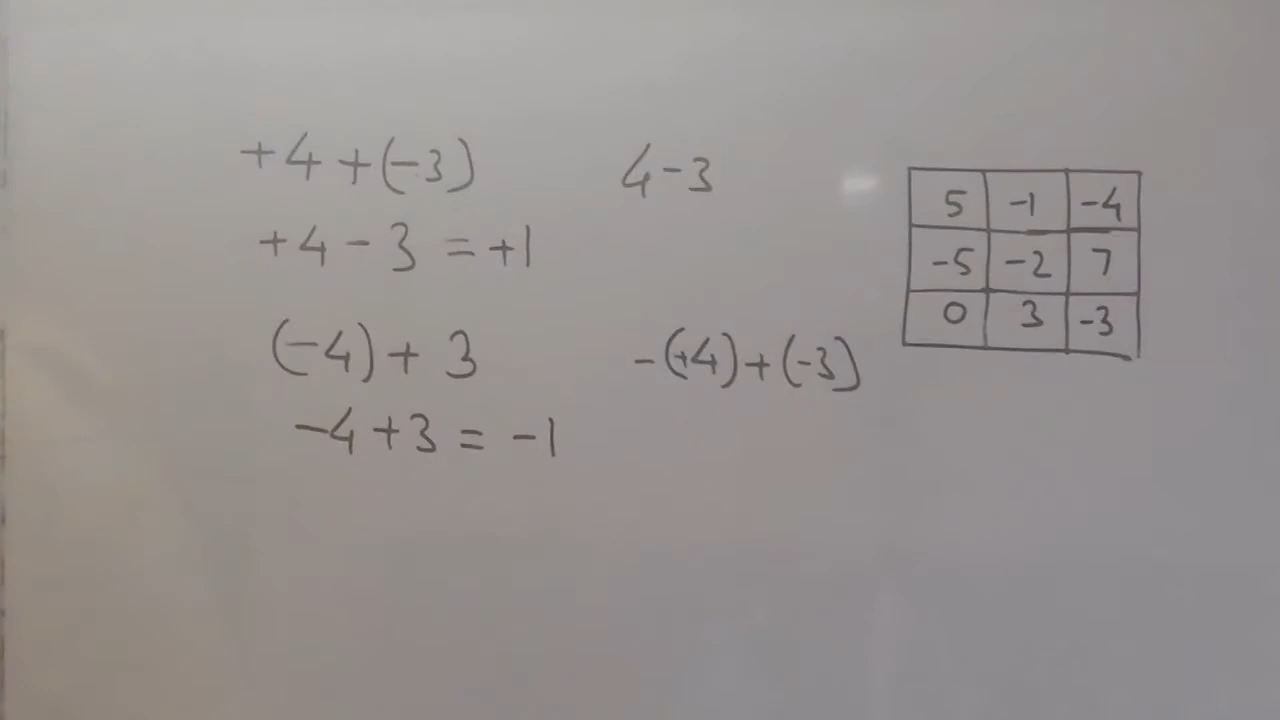 +4 + (-3)
4 - 3
+4 - 3 = +1
(-4) + 3
-(+4) + (-3)
-4 + 3 = -1
5 -1 -4
-5 -2 7
0 3 -3